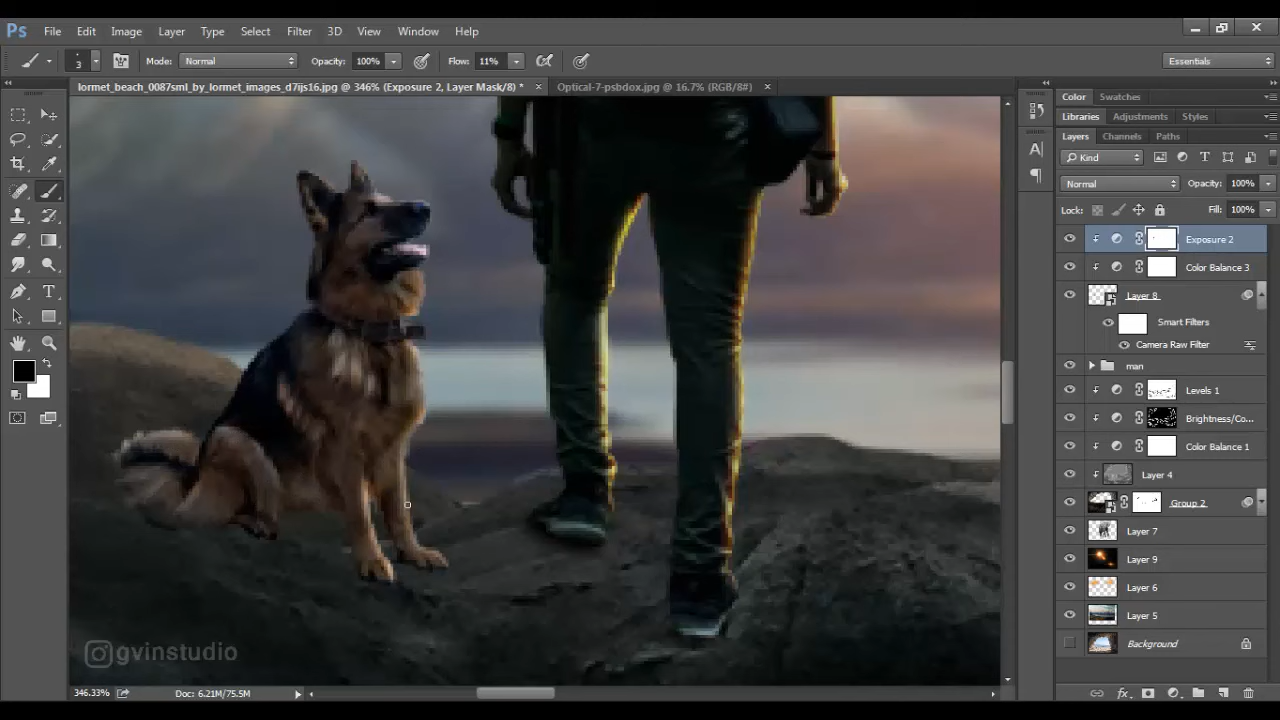 Ps File Edit Image Layer Type Select Filter 3D View Window Help
3 Mode: Normal Opacity: 100% Flow: 11% Essentials
lormet_beach_0087sml_by_lormet_images_d7ijs16.jpg @ 346% (Exposure 2, Layer Mask/8) * × Optical-7-psbdox.jpg @ 16.7% (RGB/8#) ×
Color Swatches
Libraries Adjustments Styles
Layers Channels Paths
Kind
Normal Opacity: 100%
Lock: Fill: 100%
Exposure 2
Color Balance 3
Layer 8
Smart Filters
Camera Raw Filter
man
Levels 1
Brightness/Co...
Color Balance 1
Layer 4
Group 2
Layer 7
Layer 9
Layer 6
Layer 5
Background
gvinstudio
346.33% Doc: 6.21M/75.5M